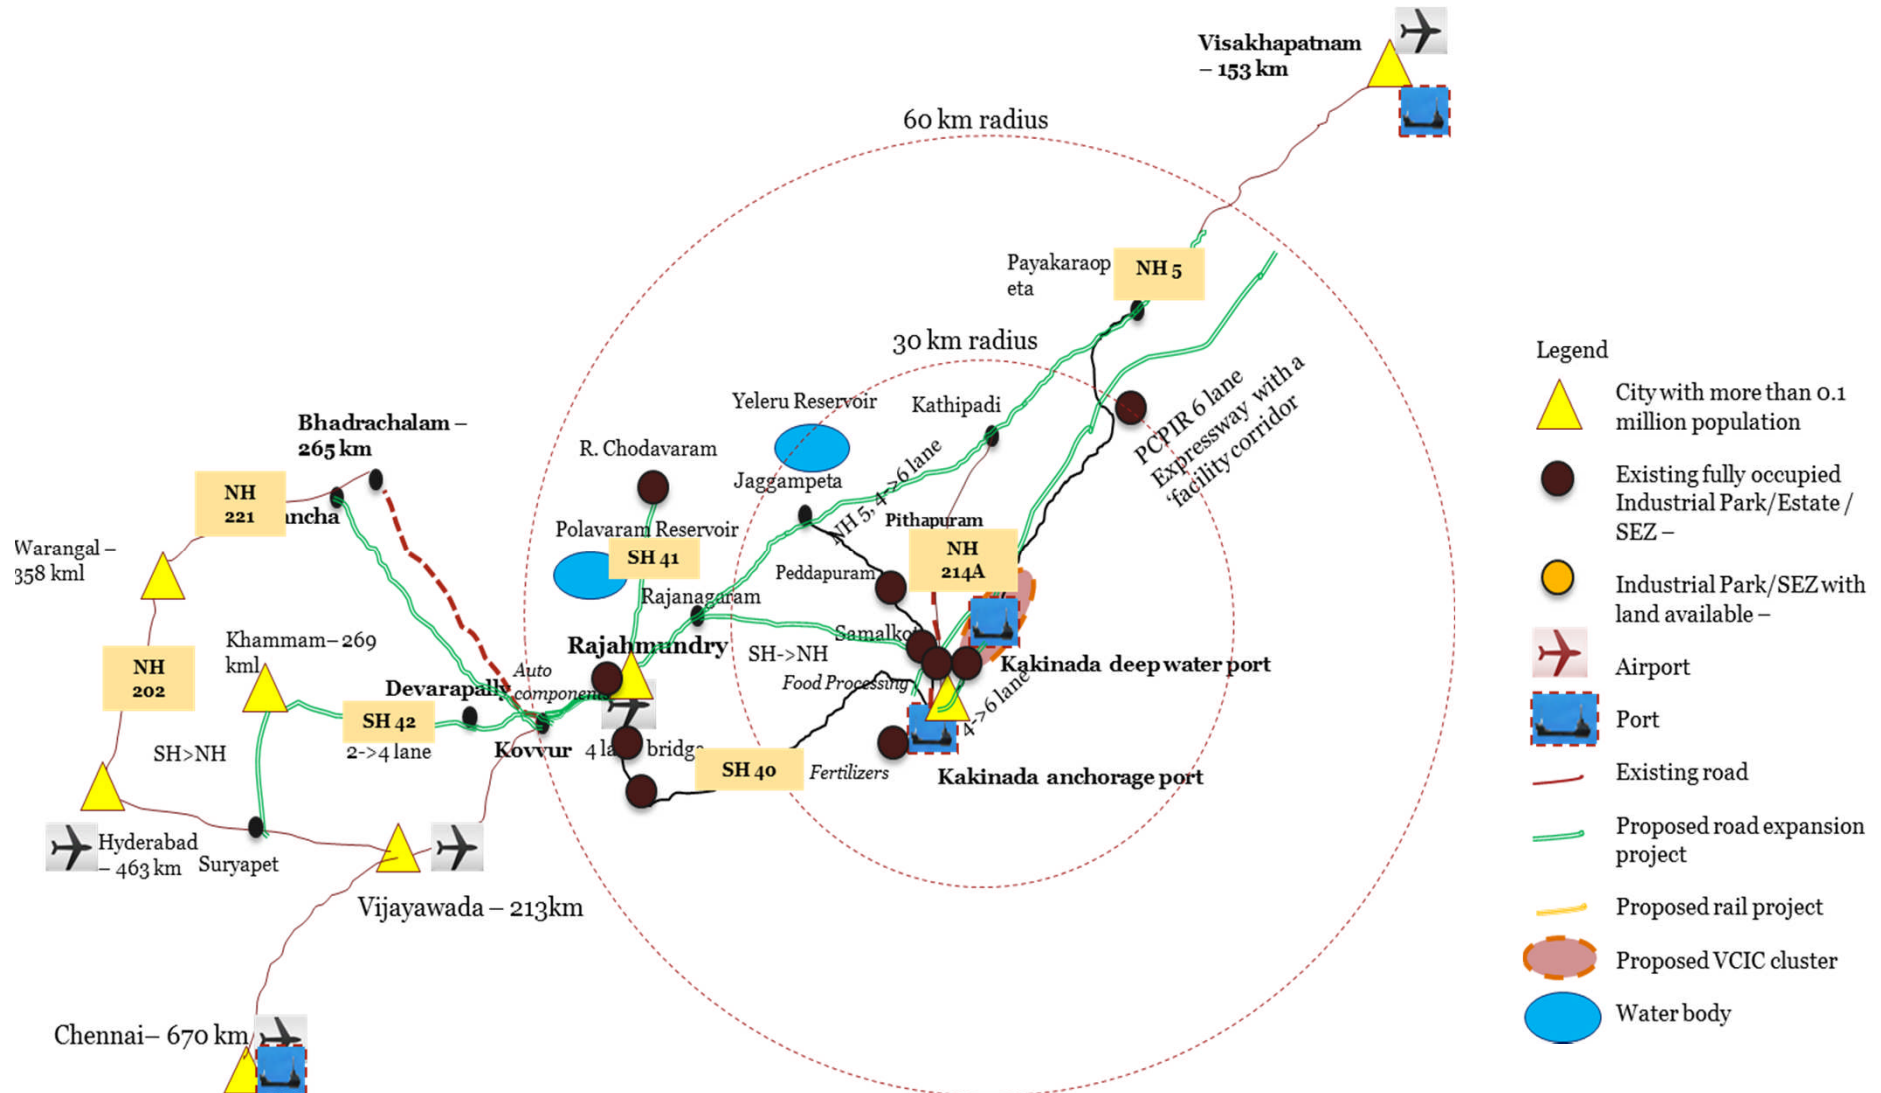 Visakhapatnam
– 153 km
60 km radius
Payakaraop
eta
NH 5
30 km radius
Yeleru Reservoir
Kathipadi
PCPIR 6 lane
Expressway with a
‘facility corridor
Bhadrachalam –
265 km
R. Chodavaram
Jaggampeta
NH 5, 4->6 lane
NH
221
ancha
Polavaram Reservoir
SH 41
Pithapuram
NH
214A
Warangal –
358 kml
Peddapuram
Rajanagaram
Khammam– 269
kml
NH
202
Rajahmundry
SH->NH
Samalkot
Kakinada deep water port
Auto
components
Food Processing
4->6 lane
Devarapally
SH 42
2->4 lane
SH>NH
Kovvur
4 la
bridge
SH 40
Fertilizers
Kakinada anchorage port
Hyderabad
– 463 km
Suryapet
Vijayawada – 213km
Chennai– 670 km
Legend
City with more than 0.1
million population
Existing fully occupied
Industrial Park/Estate /
SEZ –
Industrial Park/SEZ with
land available –
Airport
Port
Existing road
Proposed road expansion
project
Proposed rail project
Proposed VCIC cluster
Water body